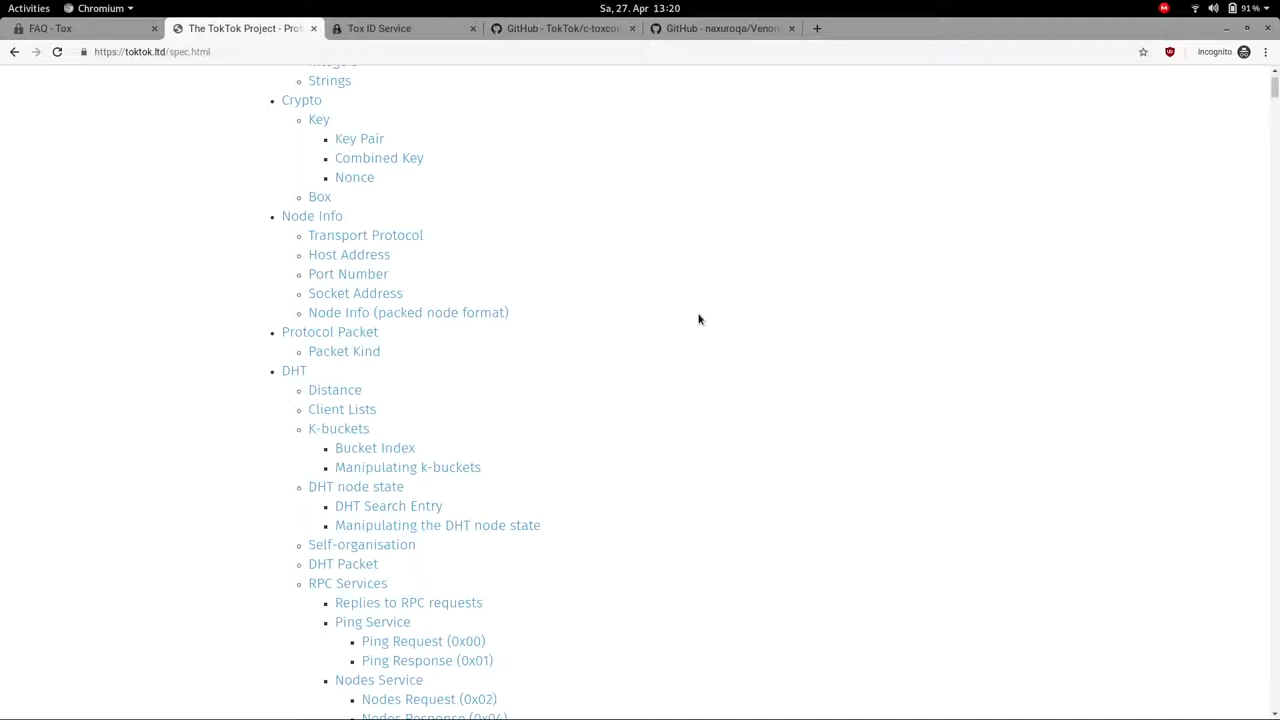 Activities
Chromium
Sa, 27. Apr 13:20
91 %
FAQ - Tox
The TokTok Project - Prot
Tox ID Service
GitHub - TokTok/c-toxcor
GitHub - naxuroqa/Venon
https://toktok.ltd/spec.html
Incognito
Integers
Strings
Crypto
Key
Key Pair
Combined Key
Nonce
Box
Node Info
Transport Protocol
Host Address
Port Number
Socket Address
Node Info (packed node format)
Protocol Packet
Packet Kind
DHT
Distance
Client Lists
K-buckets
Bucket Index
Manipulating k-buckets
DHT node state
DHT Search Entry
Manipulating the DHT node state
Self-organisation
DHT Packet
RPC Services
Replies to RPC requests
Ping Service
Ping Request (0x00)
Ping Response (0x01)
Nodes Service
Nodes Request (0x02)
Nodes Response (0x04)